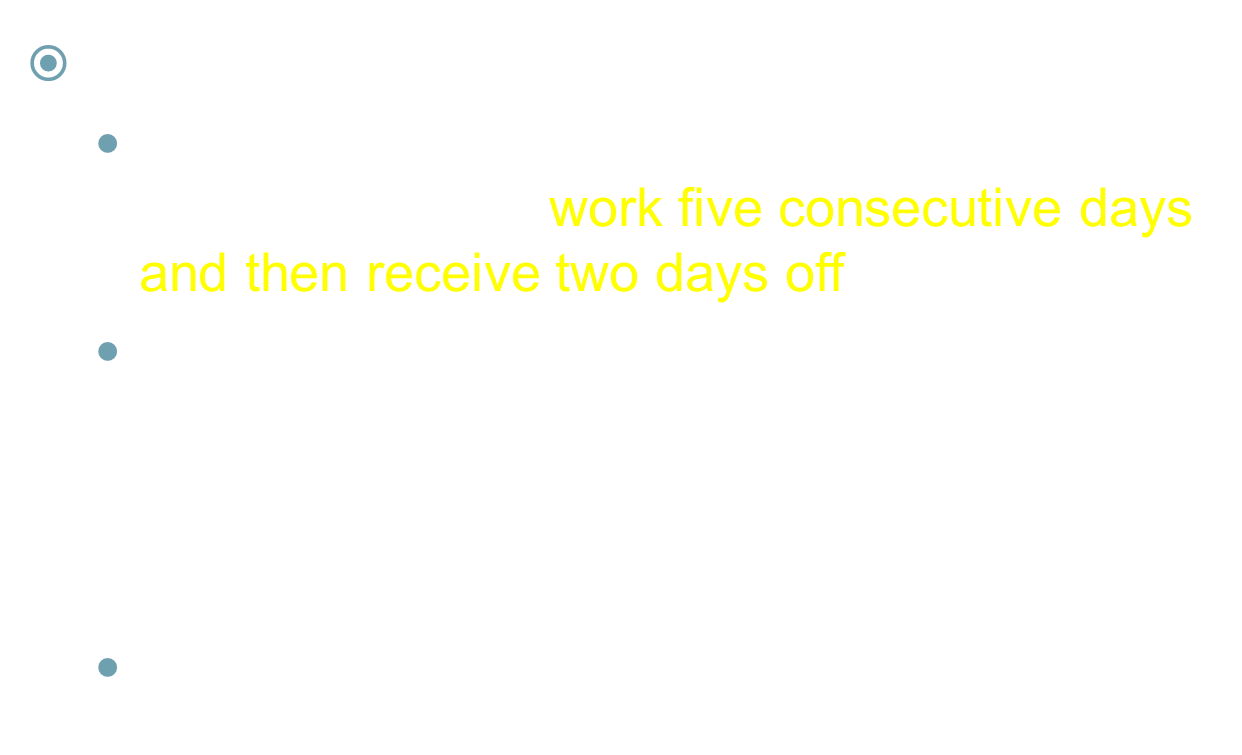 work five consecutive days
and then receive two days off